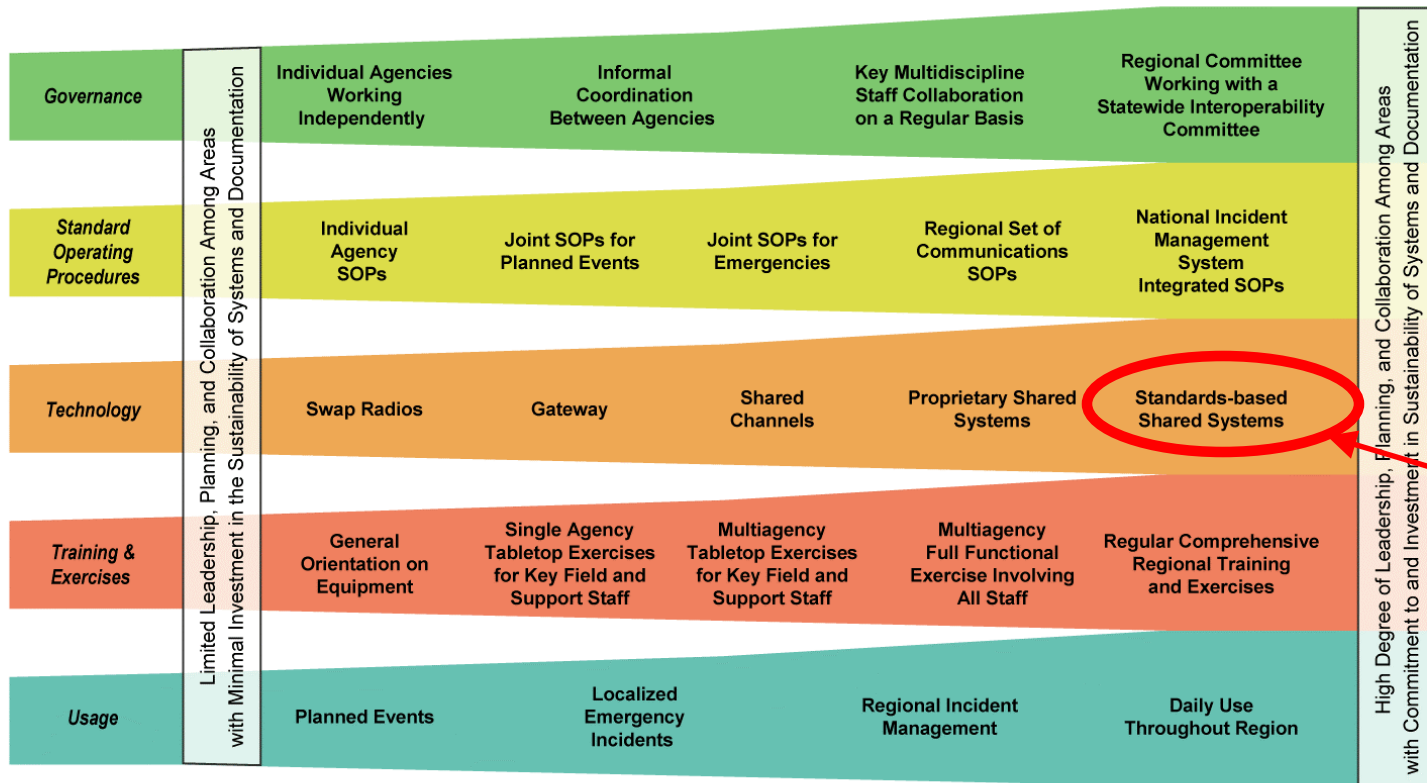 Limited Leadership, Planning, and Collaboration Among Areas
with Minimal Investment in the Sustainability of Systems and Documentation
Governance
Individual Agencies
Working
Independently
Informal
Coordination
Between Agencies
Key Multidiscipline
Staff Collaboration
on a Regular Basis
Regional Committee
Working with a
Statewide Interoperability
Committee
Standard
Operating
Procedures
Individual
Agency
SOPs
Joint SOPs for
Planned Events
Joint SOPs for
Emergencies
Regional Set of
Communications
SOPs
National Incident
Management
System
Integrated SOPs
Technology
Swap Radios
Gateway
Shared
Channels
Proprietary Shared
Systems
Standards-based
Shared Systems
Training &
Exercises
General
Orientation on
Equipment
Single Agency
Tabletop Exercises
for Key Field and
Support Staff
Multiagency
Tabletop Exercises
for Key Field and
Support Staff
Multiagency
Full Functional
Exercise Involving
All Staff
Regular Comprehensive
Regional Training
and Exercises
Usage
Planned Events
Localized
Emergency
Incidents
Regional Incident
Management
Daily Use
Throughout Region
High Degree of Leadership, Planning, and Collaboration Among Areas
with Commitment to and Investment in Sustainability of Systems and Documentation